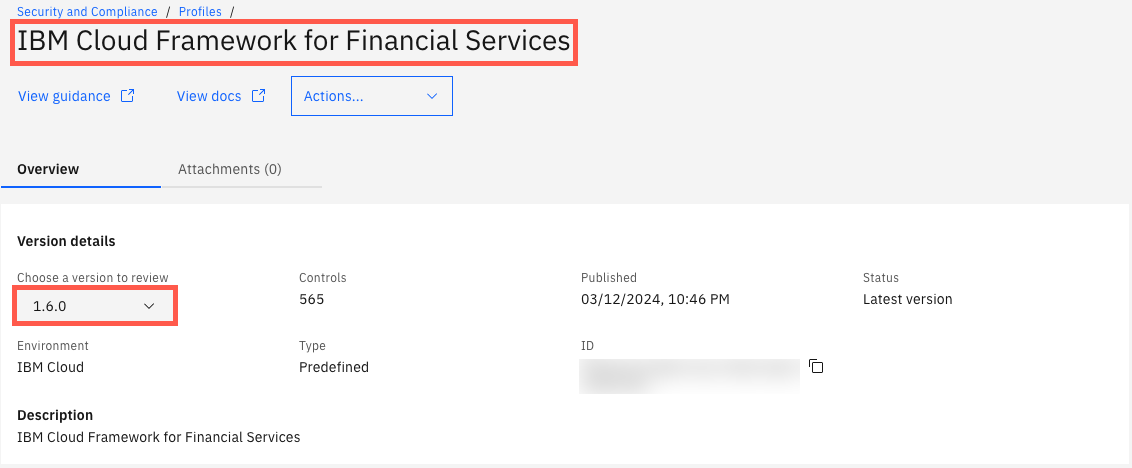 Security and Compliance / Profiles /
IBM Cloud Framework for Financial Services
View guidance View docs Actions...
Overview Attachments (0)
Version details
Choose a version to review Controls Published Status
1.6.0 565 03/12/2024, 10:46 PM Latest version
Environment Type ID
IBM Cloud Predefined
Description
IBM Cloud Framework for Financial Services